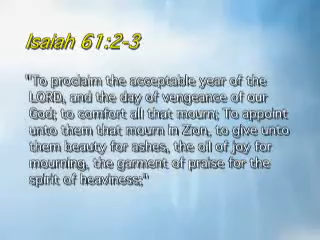 Isaiah 61:2-3
"To proclaim the acceptable year of the
LORD, and the day of vengeance of our
God; to comfort all that mourn; To appoint
unto them that mourn in Zion, to give unto
them beauty for ashes, the oil of joy for
mourning, the garment of praise for the
spirit of heaviness;"